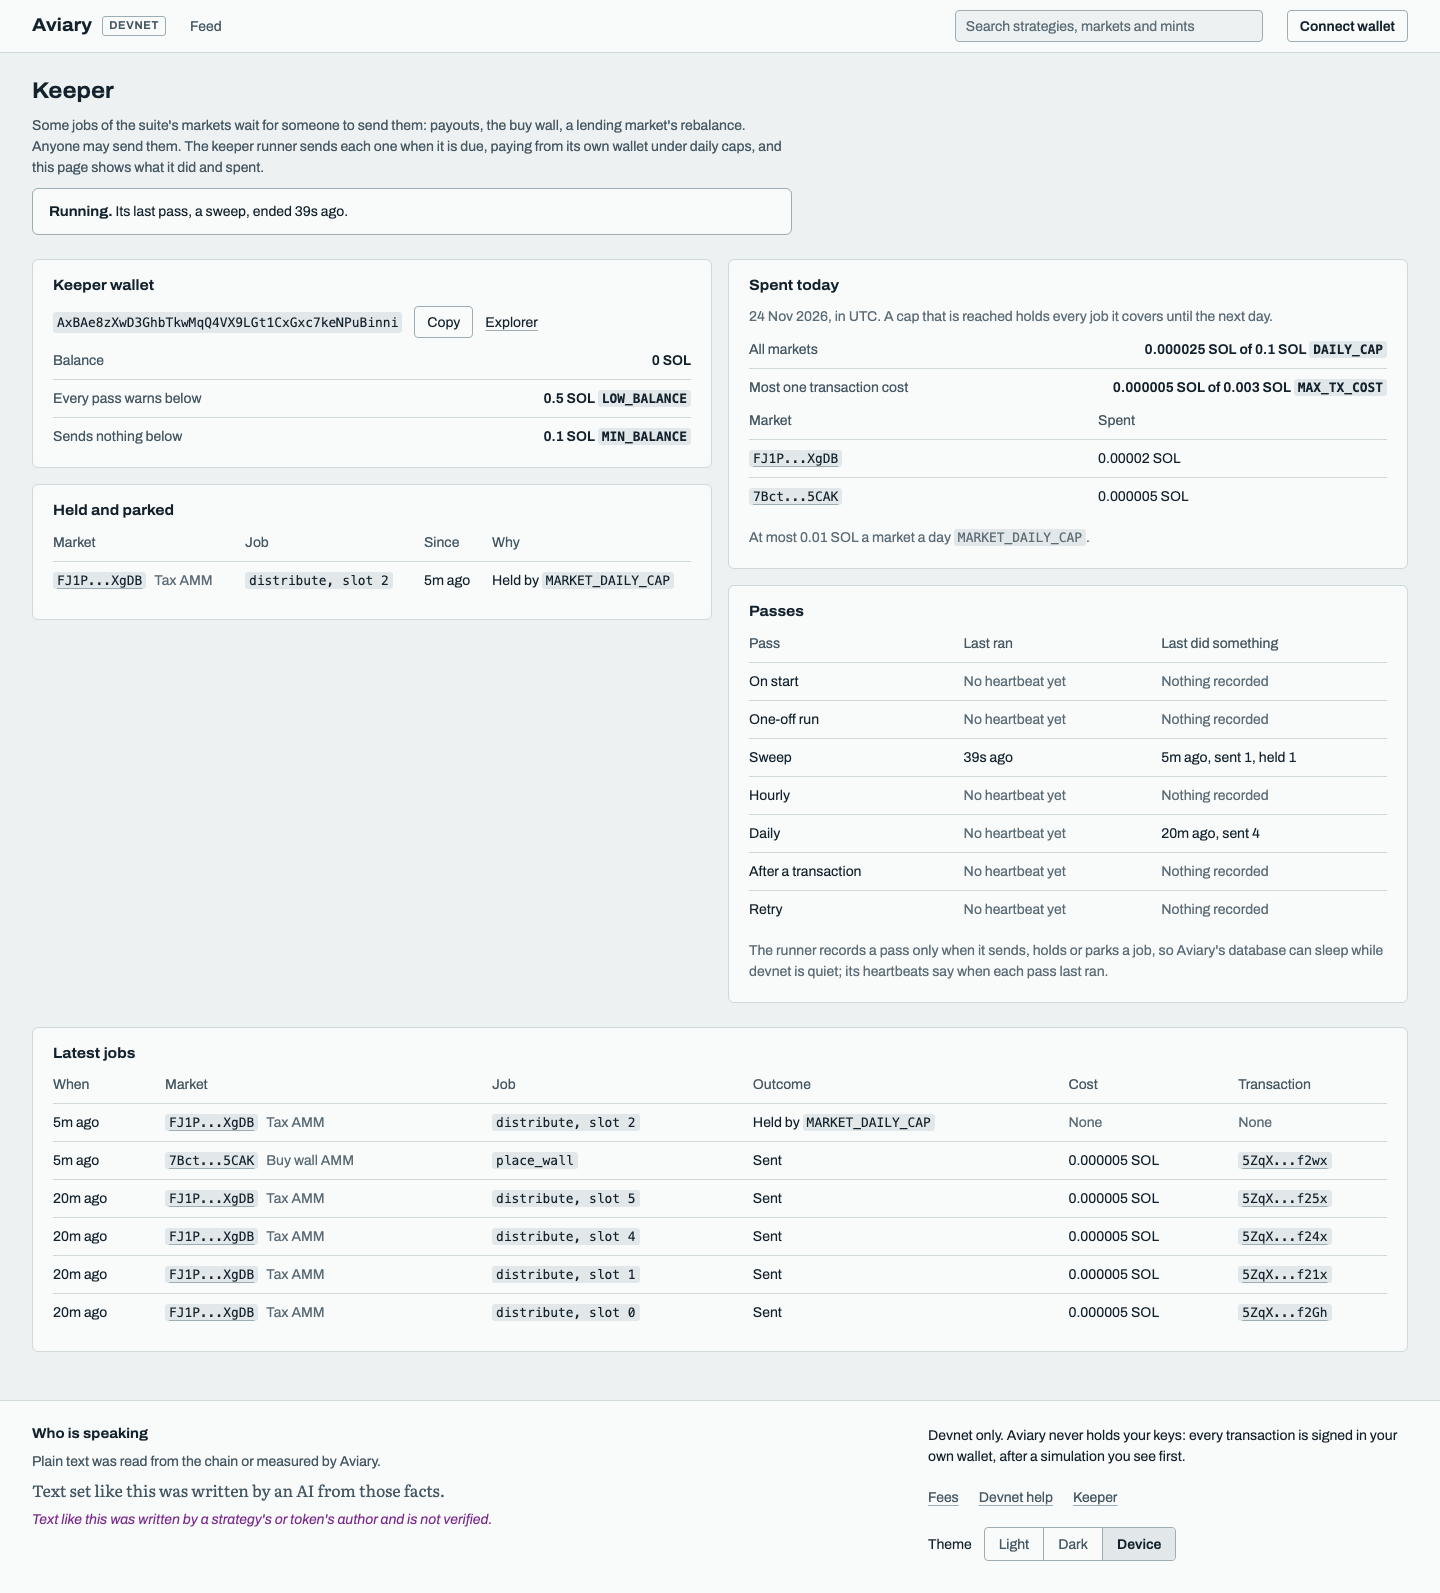 Aviary DEVNET Feed Search strategies, markets and mints Connect wallet
Keeper
Some jobs of the suite's markets wait for someone to send them: payouts, the buy wall, a lending market's rebalance.
Anyone may send them. The keeper runner sends each one when it is due, paying from its own wallet under daily caps, and
this page shows what it did and spent.
Running. Its last pass, a sweep, ended 39s ago.
Keeper wallet
AxBAe8zXwD3GhbTkwMqQ4VX9LGt1CxGxc7keNPuBinni Copy Explorer
Balance 0 SOL
Every pass warns below 0.5 SOL LOW_BALANCE
Sends nothing below 0.1 SOL MIN_BALANCE
Held and parked
Market Job Since Why
FJ1P...XgDB Tax AMM distribute, slot 2 5m ago Held by MARKET_DAILY_CAP
Spent today
24 Nov 2026, in UTC. A cap that is reached holds every job it covers until the next day.
All markets 0.000025 SOL of 0.1 SOL DAILY_CAP
Most one transaction cost 0.000005 SOL of 0.003 SOL MAX_TX_COST
Market Spent
FJ1P...XgDB 0.00002 SOL
7Bct...5CAK 0.000005 SOL
At most 0.01 SOL a market a day MARKET_DAILY_CAP.
Passes
Pass Last ran Last did something
On start No heartbeat yet Nothing recorded
One-off run No heartbeat yet Nothing recorded
Sweep 39s ago 5m ago, sent 1, held 1
Hourly No heartbeat yet Nothing recorded
Daily No heartbeat yet 20m ago, sent 4
After a transaction No heartbeat yet Nothing recorded
Retry No heartbeat yet Nothing recorded
The runner records a pass only when it sends, holds or parks a job, so Aviary's database can sleep while
devnet is quiet; its heartbeats say when each pass last ran.
Latest jobs
When Market Job Outcome Cost Transaction
5m ago FJ1P...XgDB Tax AMM distribute, slot 2 Held by MARKET_DAILY_CAP None None
5m ago 7Bct...5CAK Buy wall AMM place_wall Sent 0.000005 SOL 5ZqX...f2wx
20m ago FJ1P...XgDB Tax AMM distribute, slot 5 Sent 0.000005 SOL 5ZqX...f25x
20m ago FJ1P...XgDB Tax AMM distribute, slot 4 Sent 0.000005 SOL 5ZqX...f24x
20m ago FJ1P...XgDB Tax AMM distribute, slot 1 Sent 0.000005 SOL 5ZqX...f21x
20m ago FJ1P...XgDB Tax AMM distribute, slot 0 Sent 0.000005 SOL 5ZqX...f2Gh
Who is speaking
Plain text was read from the chain or measured by Aviary.
Text set like this was written by an AI from those facts.
Text like this was written by a strategy's or token's author and is not verified.
Devnet only. Aviary never holds your keys: every transaction is signed in your
own wallet, after a simulation you see first.
Fees Devnet help Keeper
Theme Light Dark Device